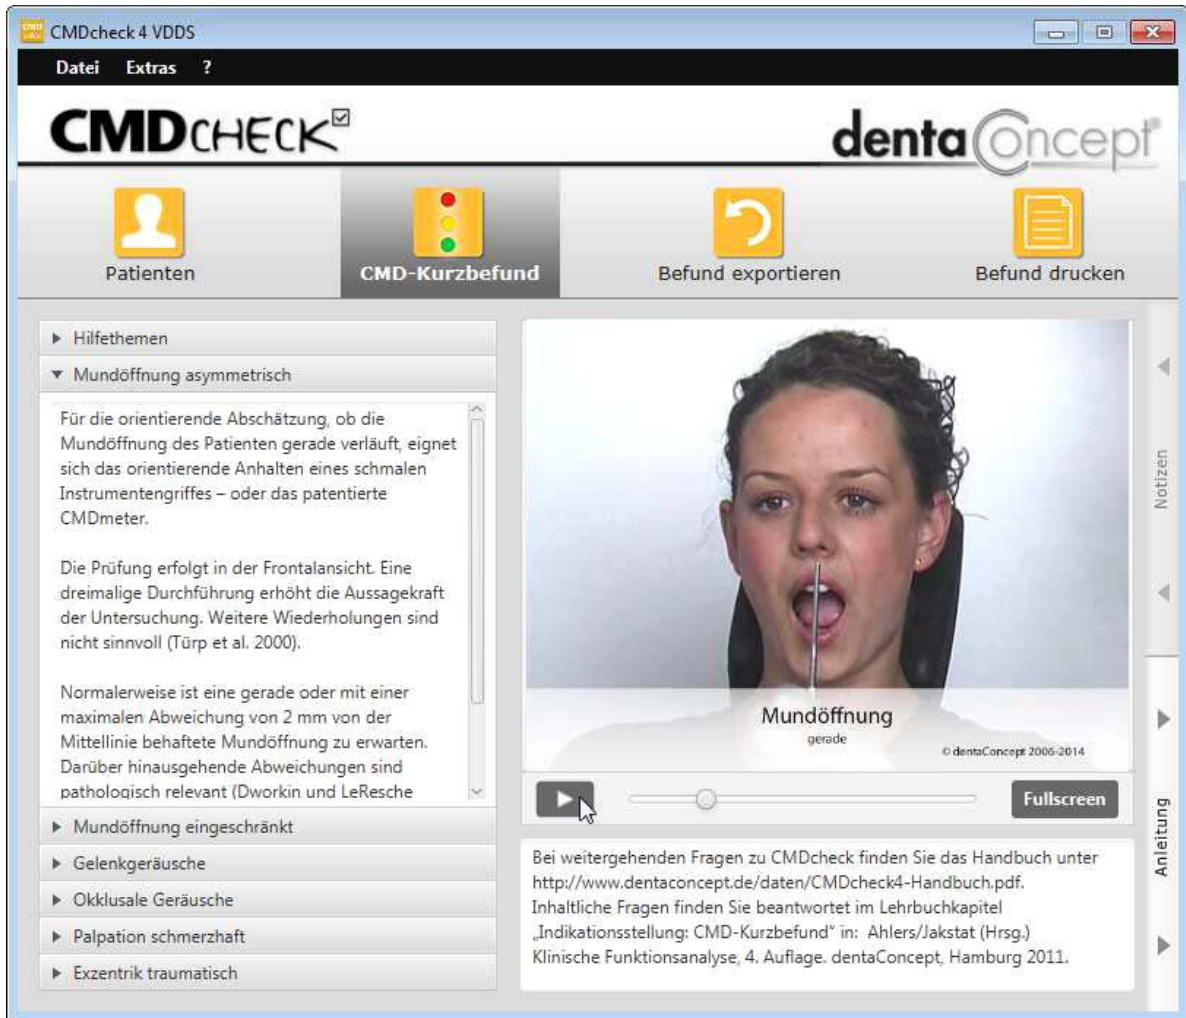 CMDcheck 4 VDDS
Datei Extras ?
CMDCHECK
dentaConcept®
Patienten
CMD-Kurzbefund
Befund exportieren
Befund drucken
Hilfethemen
Mundöffnung asymmetrisch
Für die orientierende Abschätzung, ob die
Mundöffnung des Patienten gerade verläuft, eignet
sich das orientierende Anhalten eines schmalen
Instrumentengriffes – oder das patentierte
CMDmeter.
Die Prüfung erfolgt in der Frontalansicht. Eine
dreimalige Durchführung erhöht die Aussagekraft
der Untersuchung. Weitere Wiederholungen sind
nicht sinnvoll (Türp et al. 2000).
Normalerweise ist eine gerade oder mit einer
maximalen Abweichung von 2 mm von der
Mittellinie behaftete Mundöffnung zu erwarten.
Darüber hinausgehende Abweichungen sind
pathologisch relevant (Dworkin und LeResche
Mundöffnung eingeschränkt
Gelenkgeräusche
Okklusale Geräusche
Palpation schmerzhaft
Exzentrik traumatisch
Mundöffnung
gerade
© dentaConcept 2006-2014
Fullscreen
Bei weitergehenden Fragen zu CMDcheck finden Sie das Handbuch unter
http://www.dentaconcept.de/daten/CMDcheck4-Handbuch.pdf.
Inhaltliche Fragen finden Sie beantwortet im Lehrbuchkapitel
„Indikationsstellung: CMD-Kurzbefund“ in: Ahlers/Jakstat (Hrsg.)
Klinische Funktionsanalyse, 4. Auflage. dentaConcept, Hamburg 2011.
Notizen
Anleitung